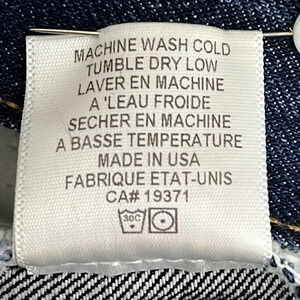 MACHINE WASH COLD
TUMBLE DRY LOW
LAVER EN MACHINE
A 'LEAU FROIDE
SECHER EN MACHINE
A BASSE TEMPERATURE
MADE IN USA
FABRIQUE ETAT-UNIS
CA# 19371
30C